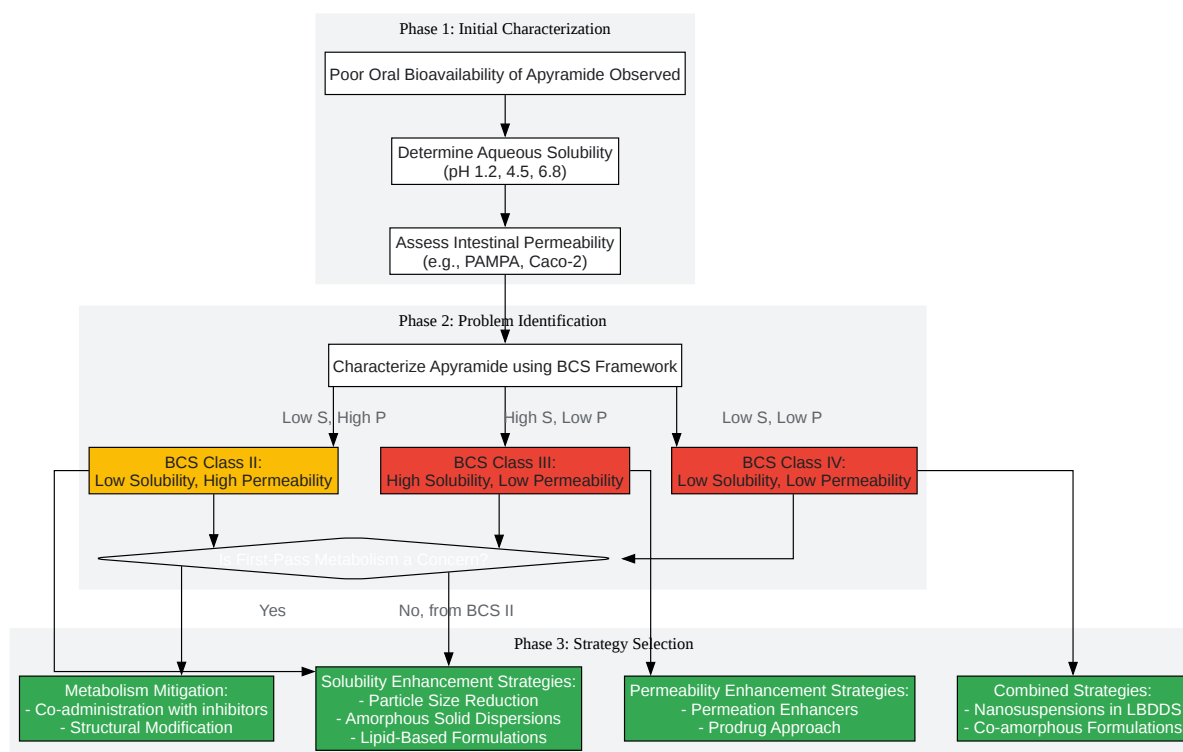 Phase 1: Initial Characterization
Poor Oral Bioavailability of Apyramide Observed
Determine Aqueous Solubility
(pH 1.2, 4.5, 6.8)
Assess Intestinal Permeability
(e.g., PAMPA, Caco-2)
Phase 2: Problem Identification
Characterize Apyramide using BCS Framework
Low S, High P
High S, Low P
Low S, Low P
BCS Class II:
Low Solubility, High Permeability
BCS Class III:
High Solubility, Low Permeability
BCS Class IV:
Low Solubility, Low Permeability
Is First-Pass Metabolism a Concern?
Yes
No, from BCS II
Phase 3: Strategy Selection
Metabolism Mitigation:
- Co-administration with inhibitors
- Structural Modification
Solubility Enhancement Strategies:
- Particle Size Reduction
- Amorphous Solid Dispersions
- Lipid-Based Formulations
Permeability Enhancement Strategies:
- Permeation Enhancers
- Prodrug Approach
Combined Strategies:
- Nanosuspensions in LBDDS
- Co-amorphous Formulations